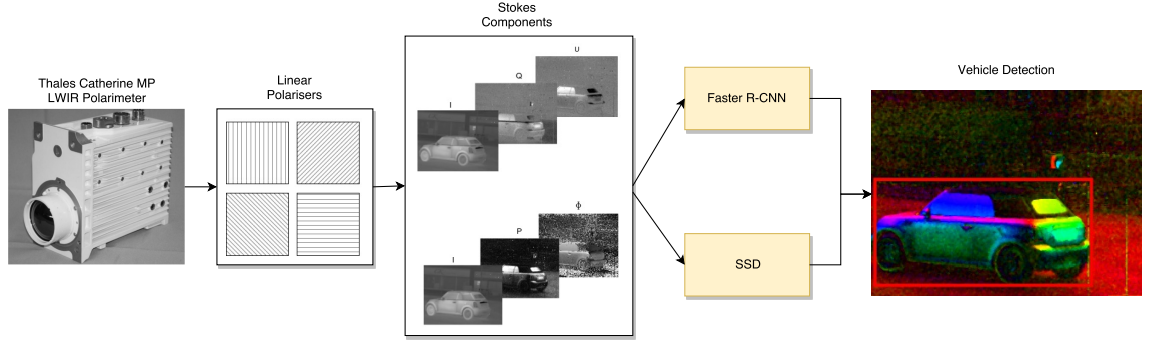 Thales Catherine MP
LWIR Polarimeter
Linear
Polarisers
Stokes
Components
I
Q
U
I
P
ϕ
Faster R-CNN
SSD
Vehicle Detection